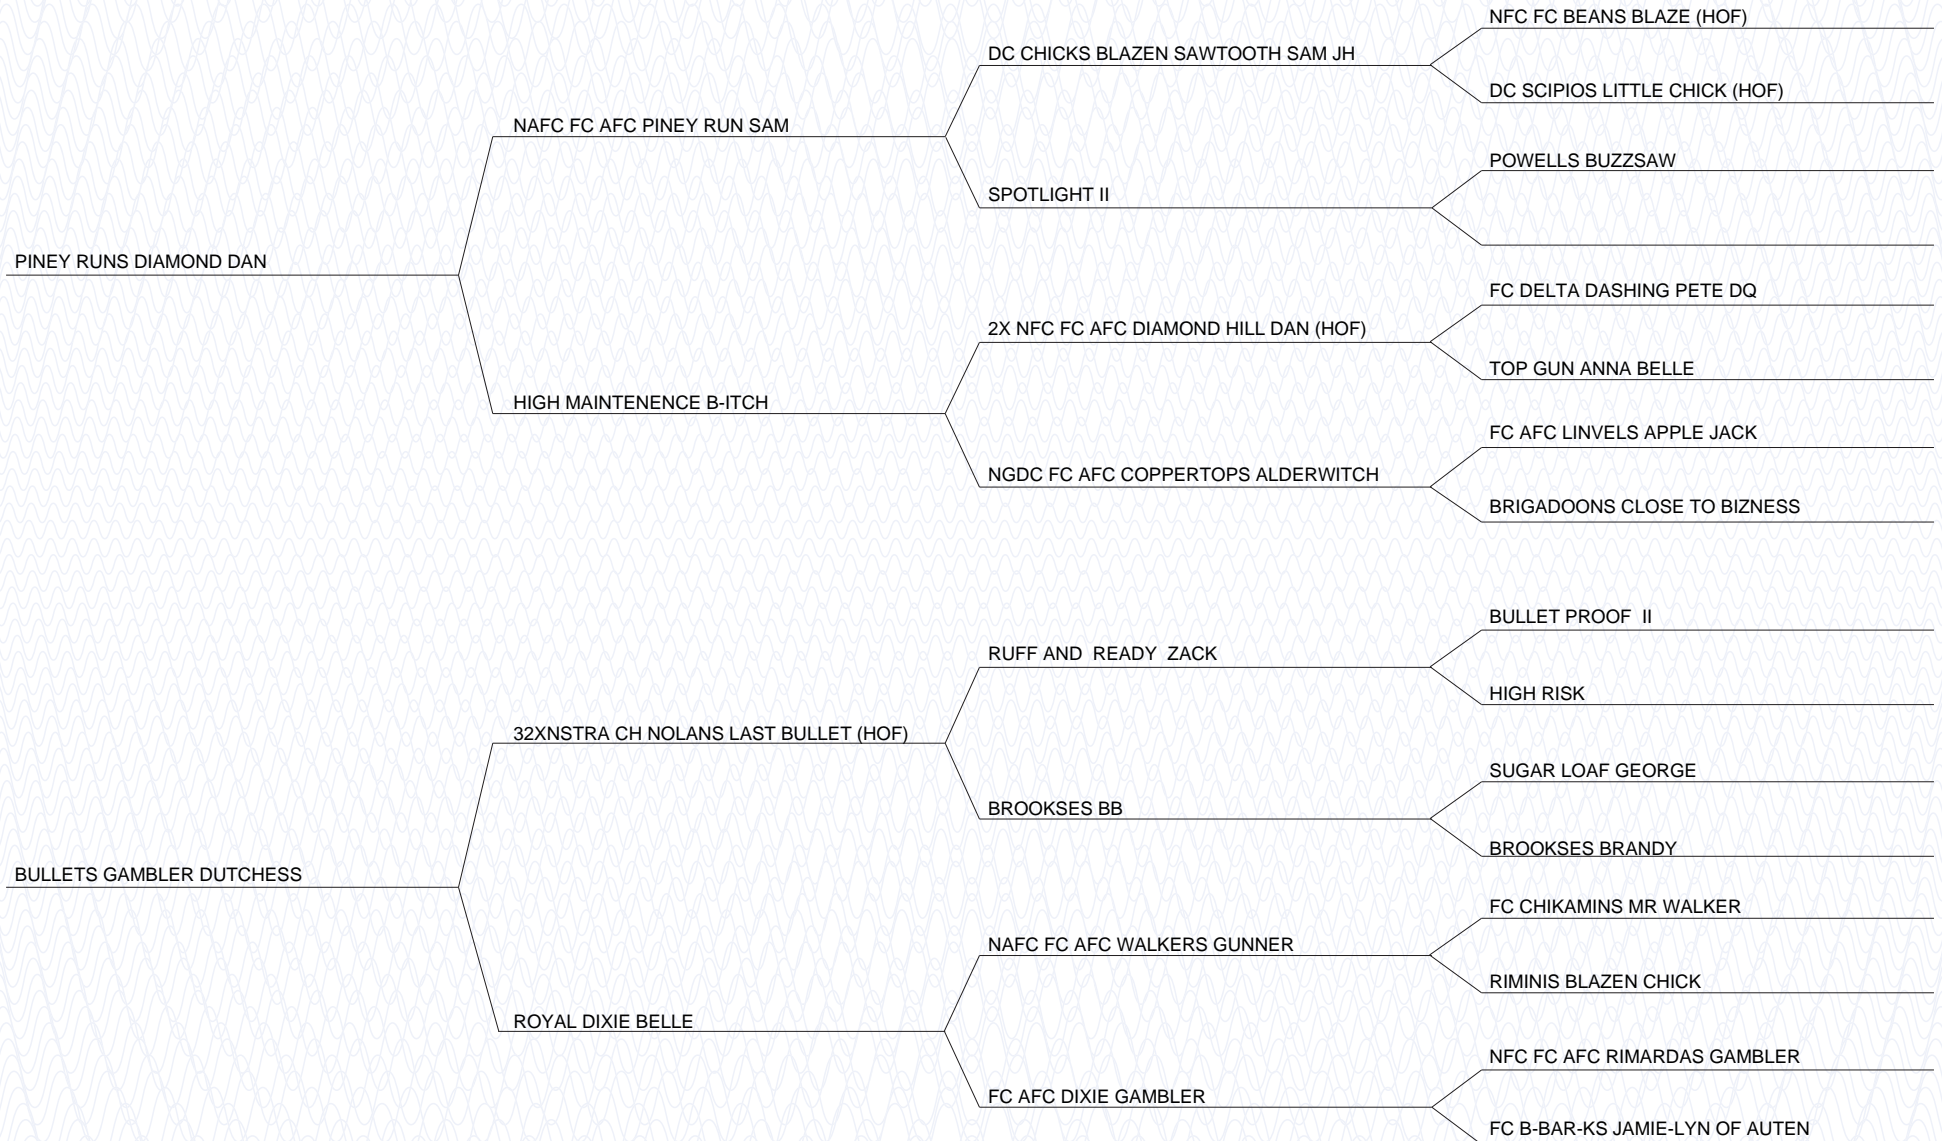 NFC FC BEANS BLAZE (HOF)
DC CHICKS BLAZEN SAWTOOTH SAM JH
DC SCIPIOS LITTLE CHICK (HOF)
NAFC FC AFC PINEY RUN SAM
POWELLS BUZZSAW
SPOTLIGHT II
PINEY RUNS DIAMOND DAN
FC DELTA DASHING PETE DQ
2X NFC FC AFC DIAMOND HILL DAN (HOF)
TOP GUN ANNA BELLE
HIGH MAINTENENCE B-ITCH
FC AFC LINVELS APPLE JACK
NGDC FC AFC COPPERTOPS ALDERWITCH
BRIGADOONS CLOSE TO BIZNESS
BULLET PROOF  II
RUFF AND  READY  ZACK
HIGH RISK
32XNSTRA CH NOLANS LAST BULLET (HOF)
SUGAR LOAF GEORGE
BROOKSES BB
BROOKSES BRANDY
BULLETS GAMBLER DUTCHESS
FC CHIKAMINS MR WALKER
NAFC FC AFC WALKERS GUNNER
RIMINIS BLAZEN CHICK
ROYAL DIXIE BELLE
NFC FC AFC RIMARDAS GAMBLER
FC AFC DIXIE GAMBLER
FC B-BAR-KS JAMIE-LYN OF AUTEN